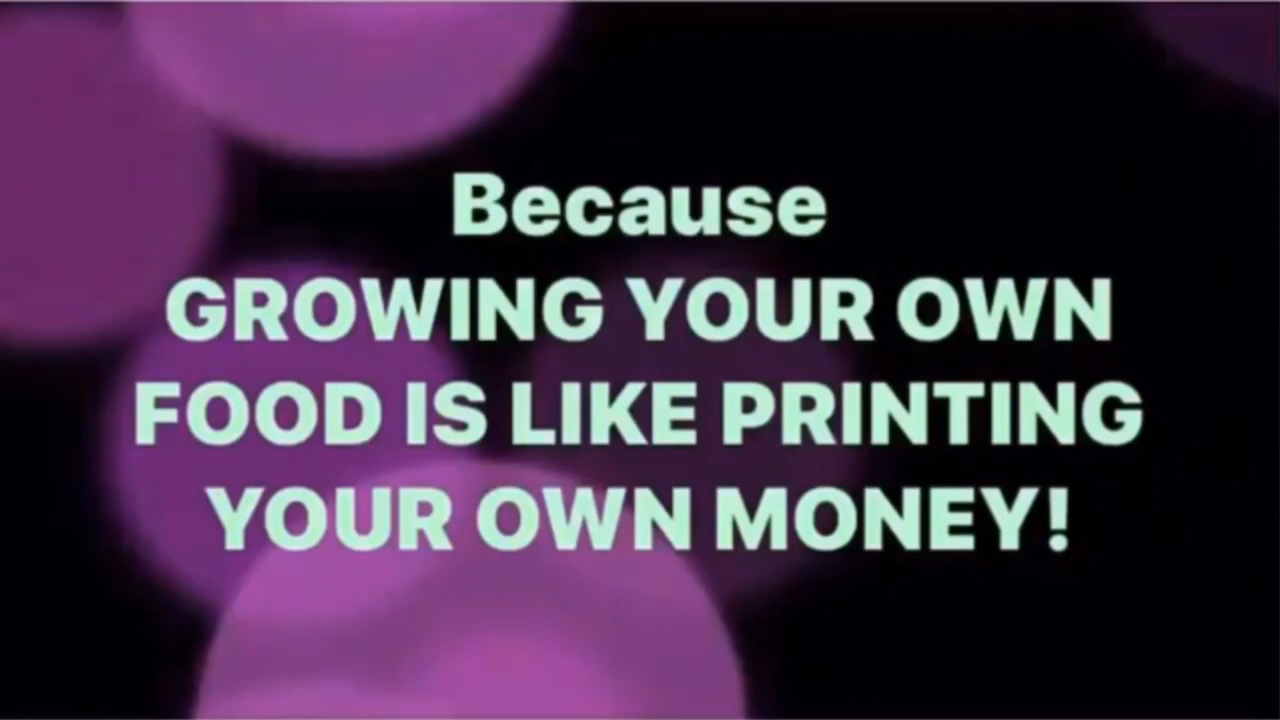 Because
GROWING YOUR OWN
FOOD IS LIKE PRINTING
YOUR OWN MONEY!